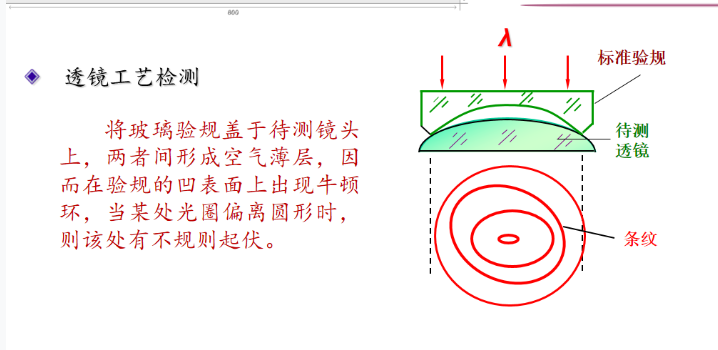 800
透镜工艺检测
将玻璃验规盖于待测镜头
上，两者间形成空气薄层，因
而在验规的凹表面上出现牛顿
环，当某处光圈偏离圆形时，
则该处有不规则起伏。
λ
标准验规
待测
透镜
条纹